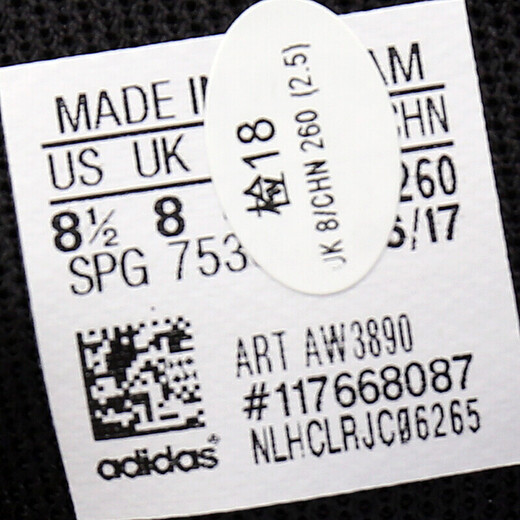 MADE IN AM
US UK CHN
8½ 8 260
SPG 753 6/17
检18
UK 8/CHN 260 (2.5)
ART AW3890
#117668087
NLHCLRJC06265
adidas®